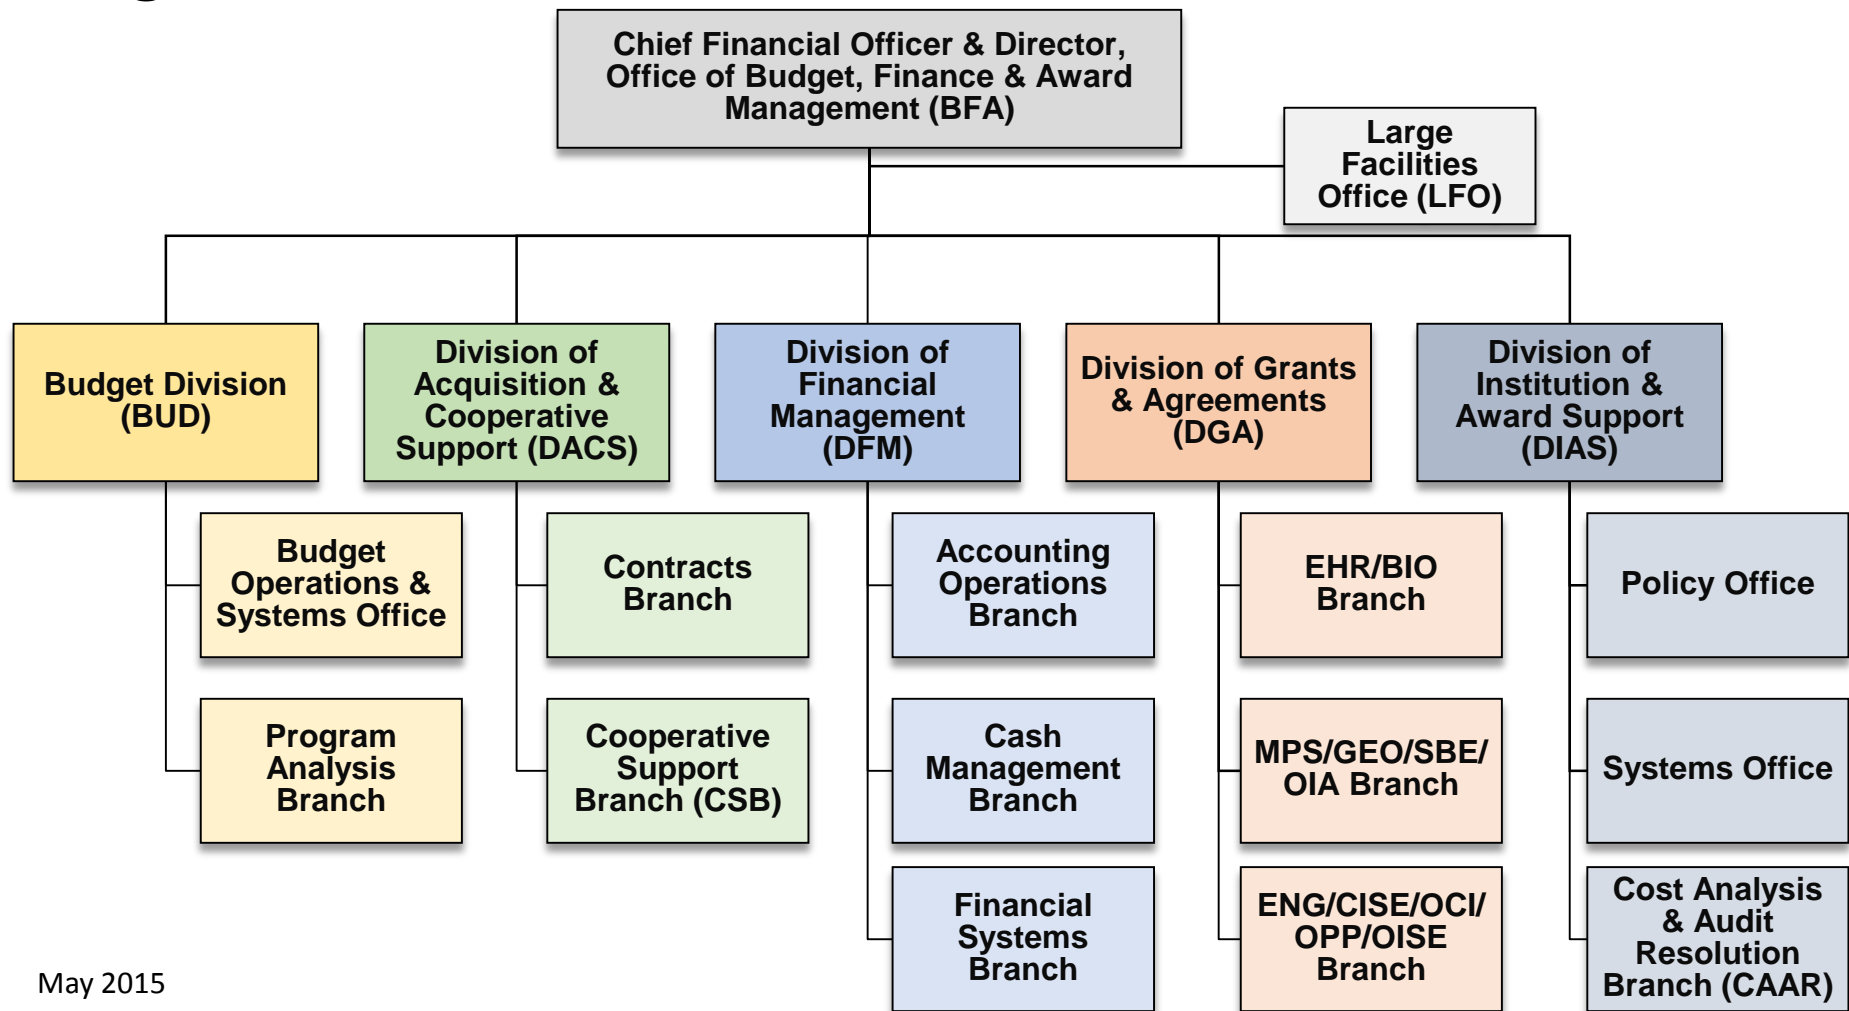 Chief Financial Officer & Director,
Office of Budget, Finance & Award
Management (BFA)
Large
Facilities
Office (LFO)
Budget Division
(BUD)
Division of
Acquisition &
Cooperative
Support (DACS)
Division of
Financial
Management
(DFM)
Division of Grants
& Agreements
(DGA)
Division of
Institution &
Award Support
(DIAS)
Budget
Operations &
Systems Office
Contracts
Branch
Accounting
Operations
Branch
EHR/BIO
Branch
Policy Office
Program
Analysis
Branch
Cooperative
Support
Branch (CSB)
Cash
Management
Branch
MPS/GEO/SBE/
OIA Branch
Systems Office
Financial
Systems
Branch
ENG/CISE/OCI/
OPP/OISE
Branch
Cost Analysis
& Audit
Resolution
Branch (CAAR)
May 2015